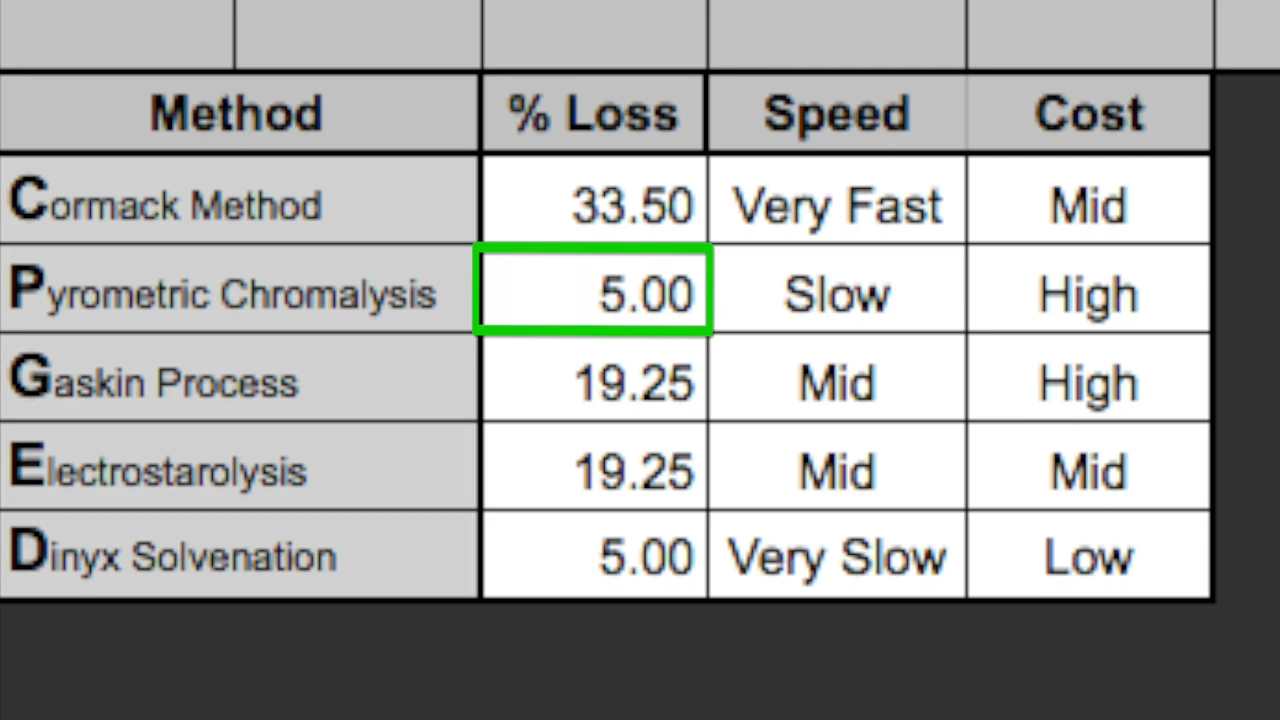 Method % Loss Speed Cost
Cormack Method 33.50 Very Fast Mid
Pyrometric Chromalysis 5.00 Slow High
Gaskin Process 19.25 Mid High
Electrostarolysis 19.25 Mid Mid
Dinyx Solvenation 5.00 Very Slow Low